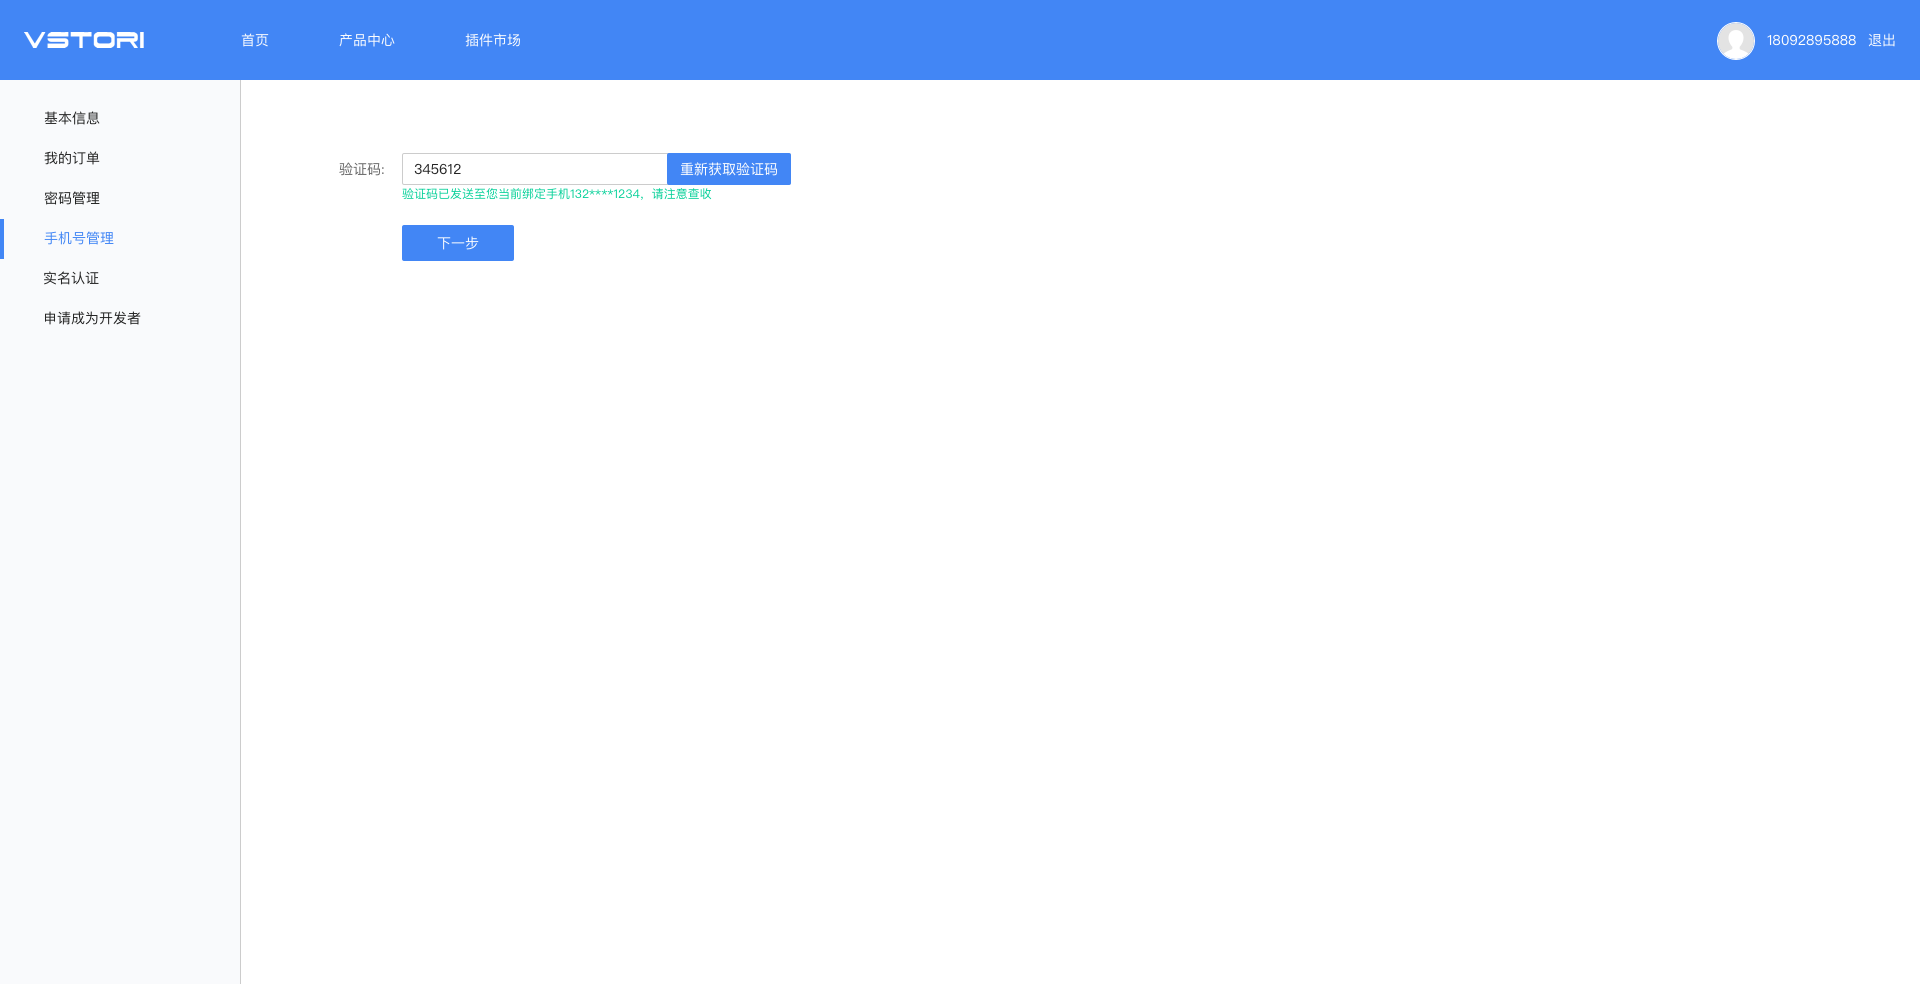 VSTORI 首页 产品中心 插件市场 18092895888 退出
基本信息
我的订单
密码管理
手机号管理
实名认证
申请成为开发者
验证码: 345612 重新获取验证码
验证码已发送至您当前绑定手机132****1234，请注意查收
下一步